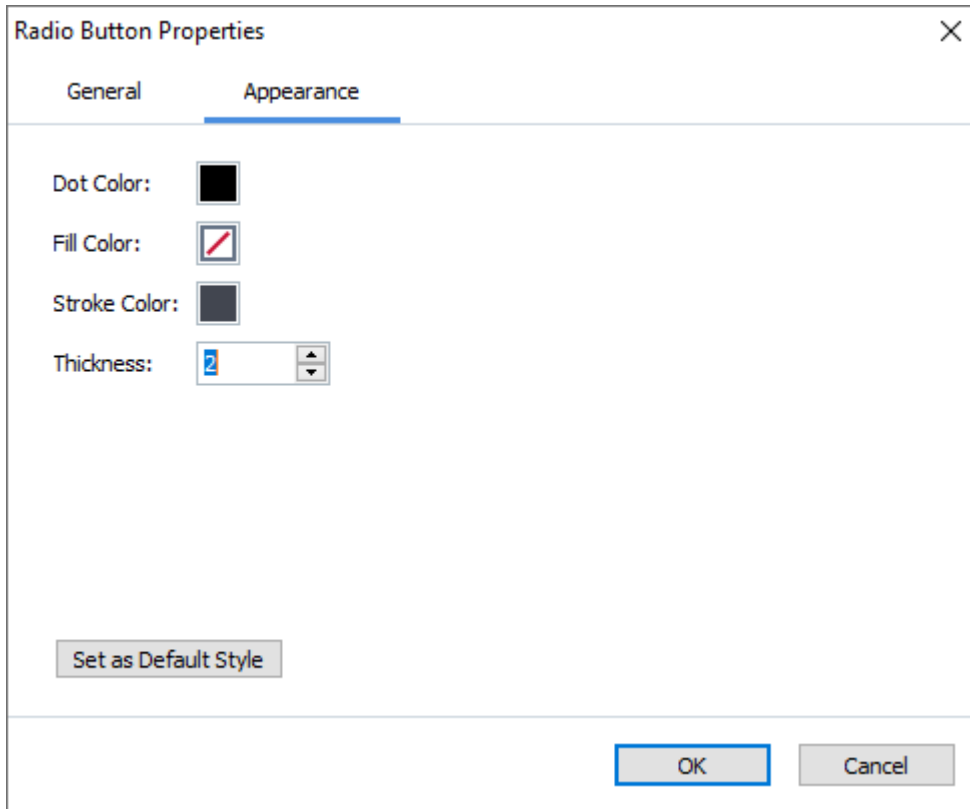 Radio Button Properties
General Appearance
Dot Color:
Fill Color:
Stroke Color:
Thickness: 2
Set as Default Style
OK Cancel